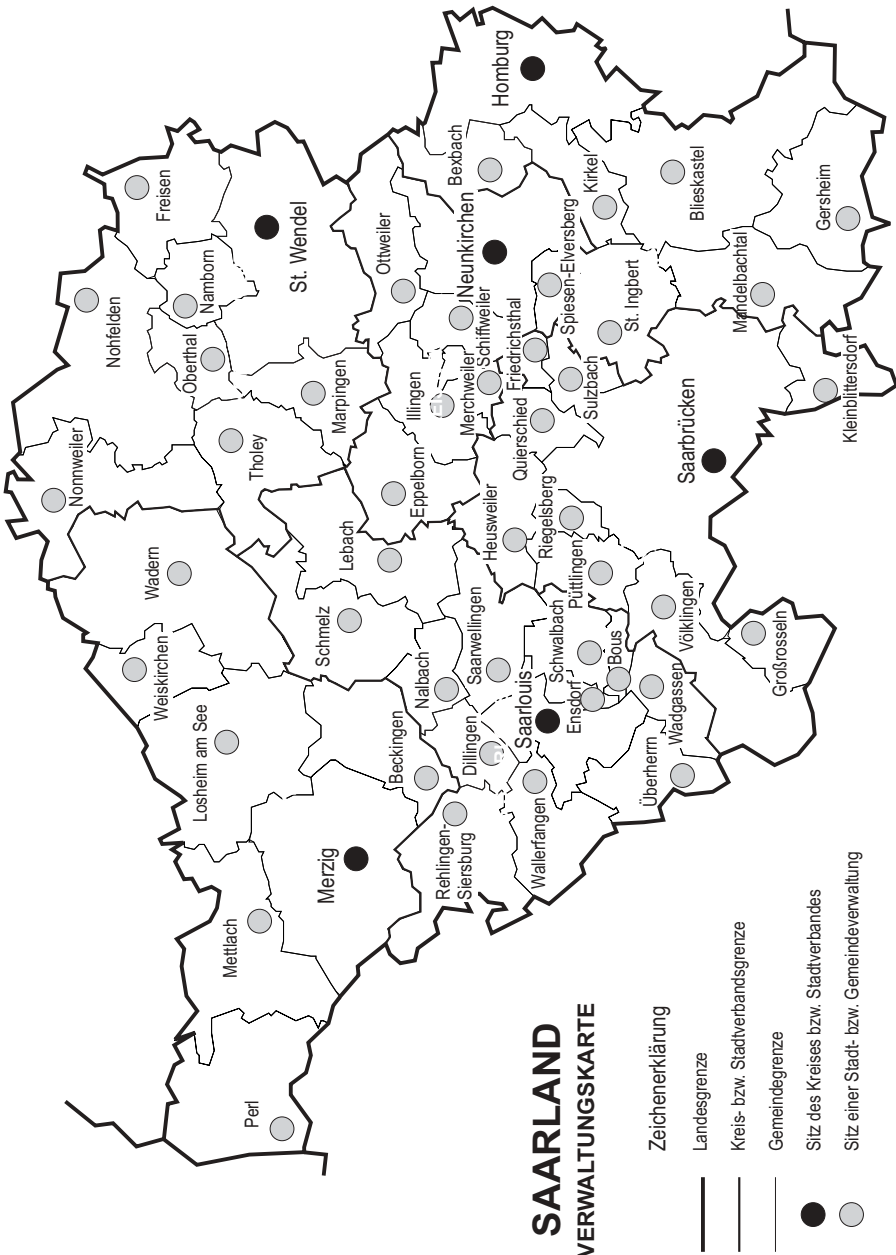 Nonnweiler
Nohfelden
Freisen
Wadern
Weiskirchen
Oberthal
Namborn
Losheim am See
Tholey
St. Wendel
Mettlach
Schmelz
Lebach
Marpingen
Perl
Merzig
Beckingen
Eppelborn
Illingen
Ottweiler
Nalbach
Merchweiler
Schiffweiler
Neunkirchen
Bexbach
Homburg
Rehlingen-
Siersburg
Dillingen
Saarwellingen
Heusweiler
Quierschied
Friedrichsthal
Spiesen-Elversberg
Kirkel
Wallerfangen
Saarlouis
Schwalbach
Riegelsberg
Sulzbach
St. Ingbert
Ensdorf
Bous
Püttlingen
Überherrn
Wadgassen
Völklingen
Saarbrücken
Blieskastel
Mandelbachtal
Großrosseln
Kleinblittersdorf
Gersheim
SAARLAND
VERWALTUNGSKARTE
Zeichenerklärung
Landesgrenze
Kreis- bzw. Stadtverbandsgrenze
Gemeindegrenze
Sitz des Kreises bzw. Stadtverbandes
Sitz einer Stadt- bzw. Gemeindeverwaltung